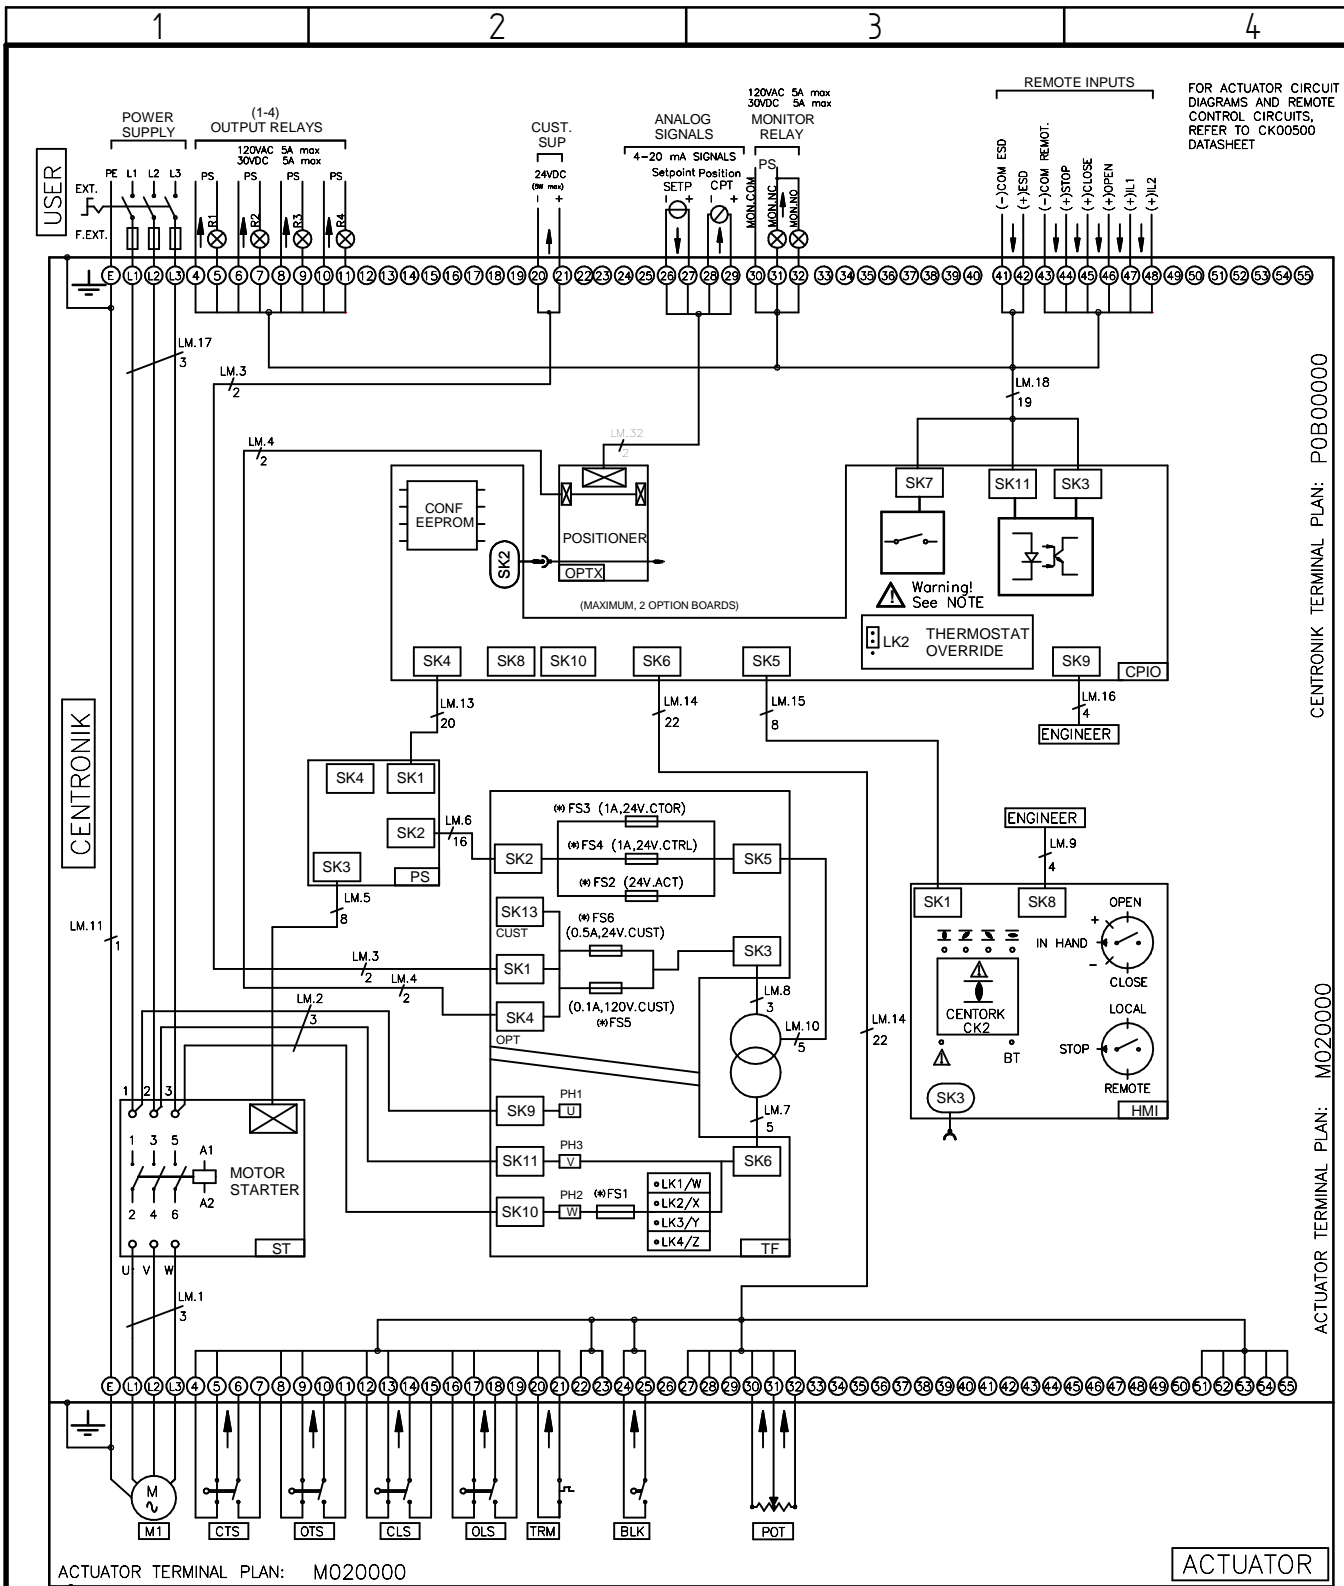 1 2 3 4
USER
POWER
SUPPLY
(1-4)
OUTPUT RELAYS
120VAC 5A max
30VDC 5A max
CUST.
SUP
24VDC
(5W max)
- +
ANALOG
SIGNALS
4-20 mA SIGNALS
Setpoint Position
SETP CPT
- + - +
120VAC 5A max
30VDC 5A max
MONITOR
RELAY
REMOTE INPUTS
FOR ACTUATOR CIRCUIT
DIAGRAMS AND REMOTE
CONTROL CIRCUITS,
REFER TO CK00500
DATASHEET
PE L1 L2 L3
EXT.
F.EXT.
PS PS PS PS
R1 R2 R3 R4
PS
MON.COM
MON.NC
MON.NO
(-)COM ESD
(+)ESD
(-)COM REMOT.
(+)STOP
(+)CLOSE
(+)OPEN
(+)IL1
(+)IL2
E L1 L2 L3 4 5 6 7 8 9 10 11 12 13 14 15 16 17 18 19 20 21 22 23 24 25 26 27 28 29 30 31 32 33 34 35 36 37 38 39 40 41 42 43 44 45 46 47 48 49 50 51 52 53 54 55
LM.17
3
LM.3
2
LM.18
19
LM.4
2
LM.32
2
CENTRONIK TERMINAL PLAN: P0B00000
CONF
EEPROM
SK2
POSITIONER
OPTX
(MAXIMUM, 2 OPTION BOARDS)
SK7 SK11 SK3
Warning!
See NOTE
LK2
THERMOSTAT
OVERRIDE
SK4 SK8 SK10 SK6 SK5 SK9
CPIO
LM.13
20
LM.14
22
LM.15
8
LM.16
4
ENGINEER
CENTRONIK
SK4 SK1
SK2
SK3
PS
LM.6
16
LM.5
8
LM.11
1
(*)FS3 (1A,24V.CTOR)
(*)FS4 (1A,24V.CTRL)
(*)FS2 (24V.ACT)
SK2 SK5
SK13
CUST
(*)FS6
(0.5A,24V.CUST)
SK3
SK1
SK4
OPT
(0.1A,120V.CUST)
(*)FS5
LM.3
2
LM.4
2
LM.2
3
LM.8
3
LM.10
5
LM.14
22
LM.7
5
SK9 PH1
U
SK11 PH3
V
SK10 PH2
W
(*)FS1
SK6
LK1/W
LK2/X
LK3/Y
LK4/Z
TF
ENGINEER
LM.9
4
SK1 SK8
OPEN
+
IN HAND
-
CLOSE
CENTORK
CK2
BT
LOCAL
STOP
REMOTE
SK3
HMI
1 2 3
1 3 5
A1
A2
2 4 6
MOTOR
STARTER
ST
U V W
LM.1
3
ACTUATOR TERMINAL PLAN: M020000
E L1 L2 L3 4 5 6 7 8 9 10 11 12 13 14 15 16 17 18 19 20 21 22 23 24 25 26 27 28 29 30 31 32 33 34 35 36 37 38 39 40 41 42 43 44 45 46 47 48 49 50 51 52 53 54 55
M
M1 CTS OTS CLS OLS TRM BLK POT
ACTUATOR TERMINAL PLAN: M020000
ACTUATOR